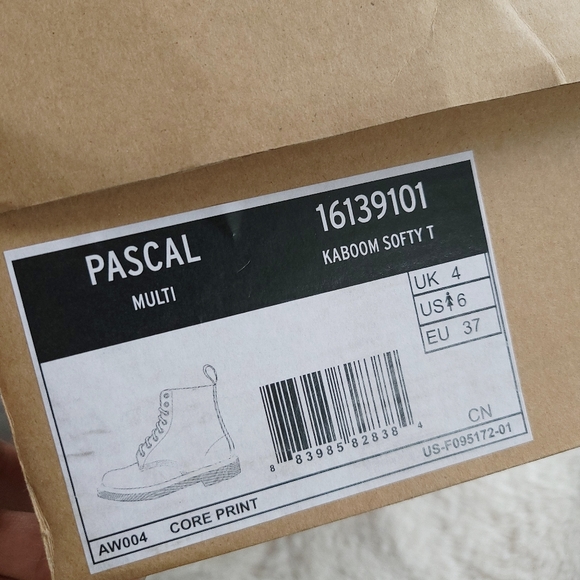 PASCAL
MULTI
16139101
KABOOM SOFTY T
UK 4
US 6
EU 37
8 83985 82838 4
CN
US-F095172-01
AW004 CORE PRINT